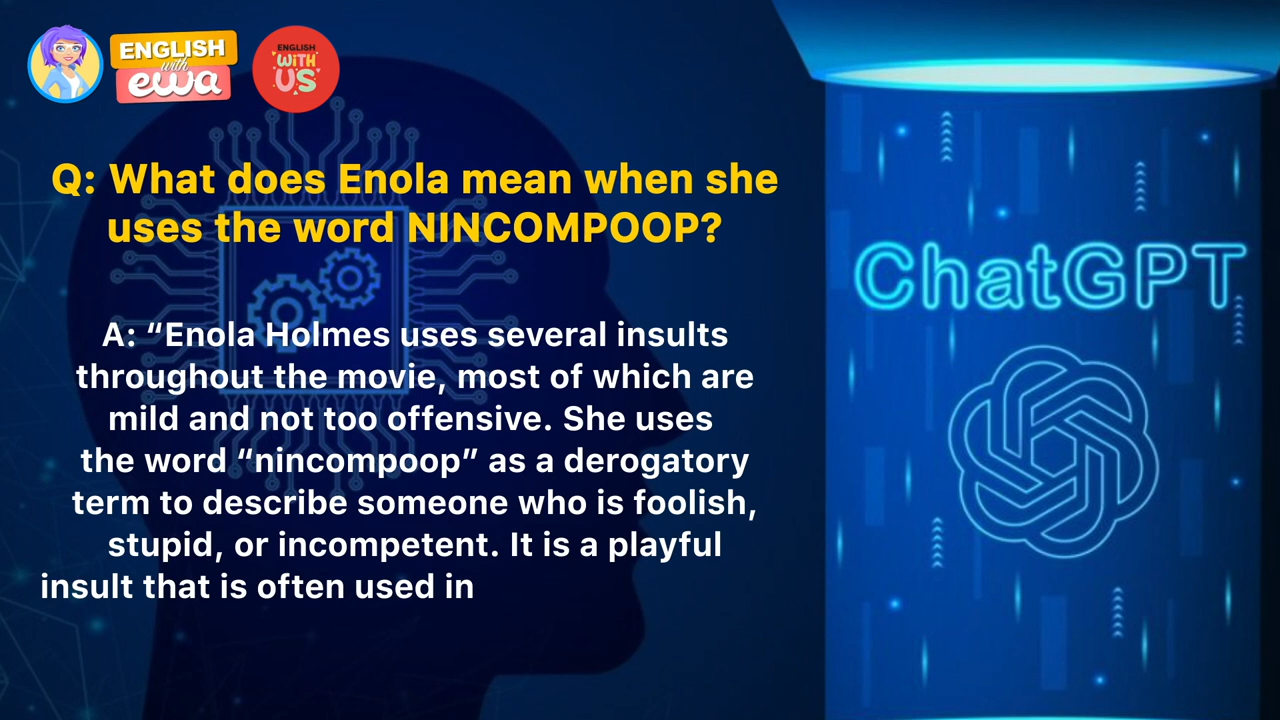 ENGLISH
with
ewa
ENGLISH
WiTH
US
Q: What does Enola mean when she
uses the word NINCOMPOOP?
A: “Enola Holmes uses several insults
throughout the movie, most of which are
mild and not too offensive. She uses
the word “nincompoop” as a derogatory
term to describe someone who is foolish,
stupid, or incompetent. It is a playful
insult that is often used in
ChatGPT